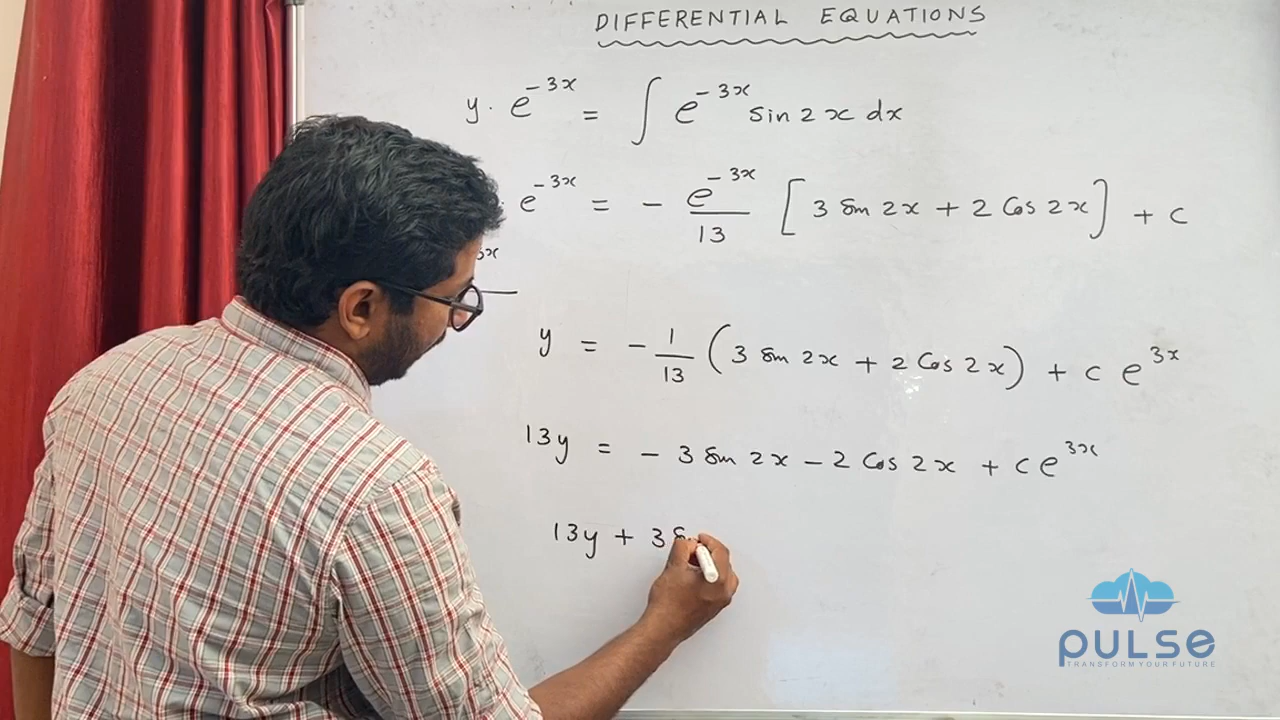 DIFFERENTIAL EQUATIONS
y. e^{-3x} = ∫ e^{-3x} sin 2x dx
. e^{-3x} = - e^{-3x}/13 [3 sin 2x + 2 cos 2x] + c
3x
y = - 1/13 (3 sin 2x + 2 cos 2x) + c e^{3x}
13y = - 3 sin 2x - 2 cos 2x + c e^{3x}
13y + 3
PULSE
TRANSFORM YOUR FUTURE